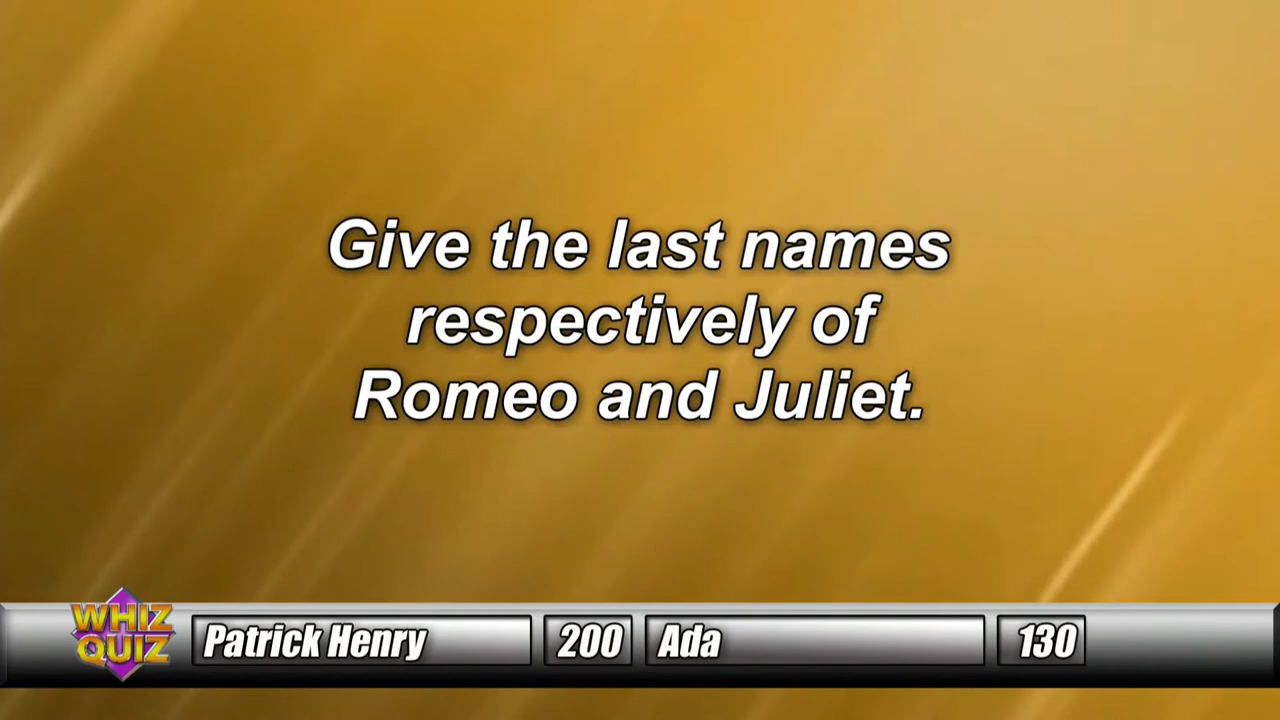 Give the last names
respectively of
Romeo and Juliet.
WHIZ
QUIZ
Patrick Henry 200 Ada 130